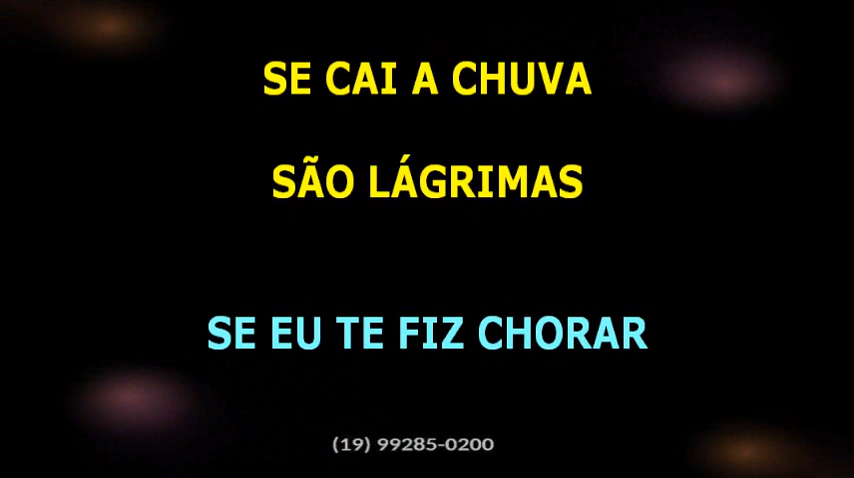 SE CAI A CHUVA
SÃO LÁGRIMAS
SE EU TE FIZ CHORAR
(19) 99285-0200